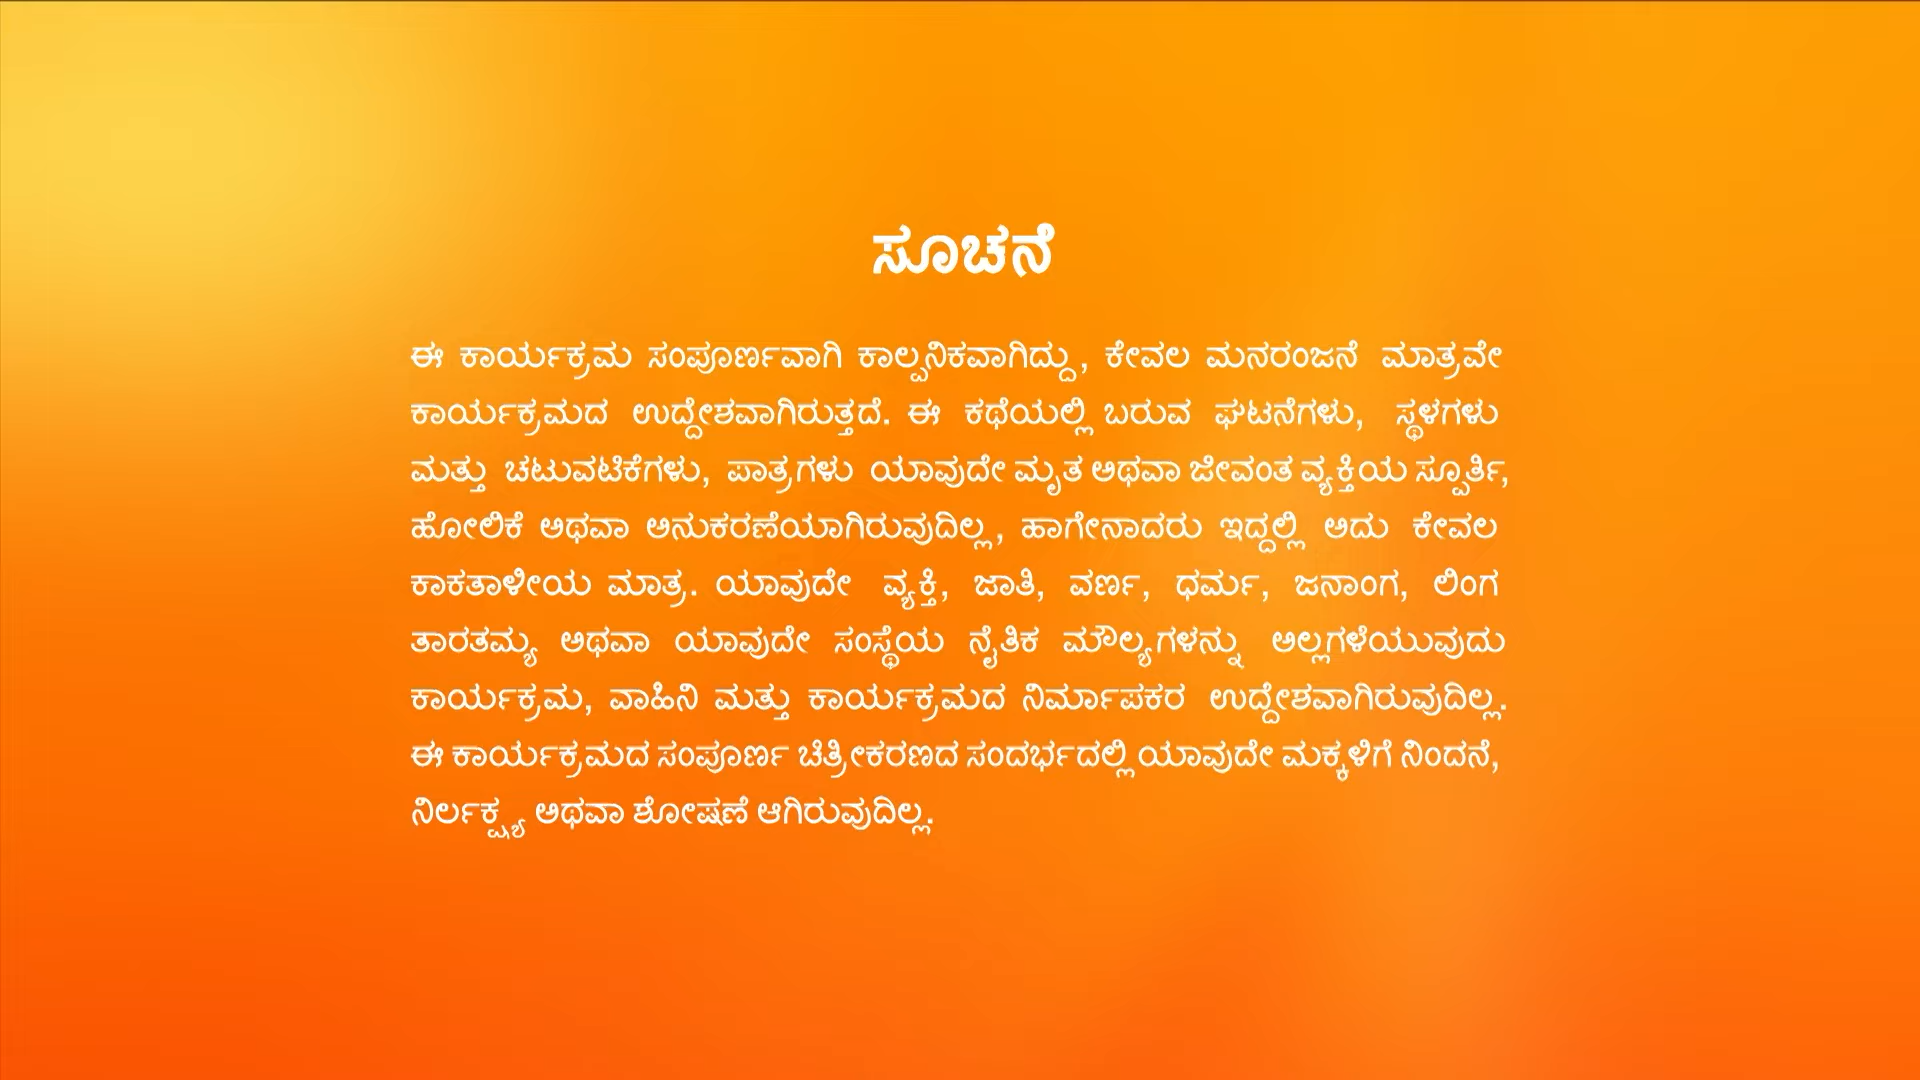 ಸೂಚನೆ
ಈ ಕಾರ್ಯಕ್ರಮ ಸಂಪೂರ್ಣವಾಗಿ ಕಾಲ್ಪನಿಕವಾಗಿದ್ದು, ಕೇವಲ ಮನರಂಜನೆ ಮಾತ್ರವೇ
ಕಾರ್ಯಕ್ರಮದ ಉದ್ದೇಶವಾಗಿರುತ್ತದೆ. ಈ ಕಥೆಯಲ್ಲಿ ಬರುವ ಘಟನೆಗಳು, ಸ್ಥಳಗಳು
ಮತ್ತು ಚಟುವಟಿಕೆಗಳು, ಪಾತ್ರಗಳು ಯಾವುದೇ ಮೃತ ಅಥವಾ ಜೀವಂತ ವ್ಯಕ್ತಿಯ ಸ್ಪೂರ್ತಿ,
ಹೋಲಿಕೆ ಅಥವಾ ಅನುಕರಣೆಯಾಗಿರುವುದಿಲ್ಲ, ಹಾಗೇನಾದರು ಇದ್ದಲ್ಲಿ ಅದು ಕೇವಲ
ಕಾಕತಾಳೀಯ ಮಾತ್ರ. ಯಾವುದೇ ವ್ಯಕ್ತಿ, ಜಾತಿ, ವರ್ಣ, ಧರ್ಮ, ಜನಾಂಗ, ಲಿಂಗ
ತಾರತಮ್ಯ ಅಥವಾ ಯಾವುದೇ ಸಂಸ್ಥೆಯ ನೈತಿಕ ಮೌಲ್ಯಗಳನ್ನು ಅಲ್ಲಗಳೆಯುವುದು
ಕಾರ್ಯಕ್ರಮ, ವಾಹಿನಿ ಮತ್ತು ಕಾರ್ಯಕ್ರಮದ ನಿರ್ಮಾಪಕರ ಉದ್ದೇಶವಾಗಿರುವುದಿಲ್ಲ.
ಈ ಕಾರ್ಯಕ್ರಮದ ಸಂಪೂರ್ಣ ಚಿತ್ರೀಕರಣದ ಸಂದರ್ಭದಲ್ಲಿ ಯಾವುದೇ ಮಕ್ಕಳಿಗೆ ನಿಂದನೆ,
ನಿರ್ಲಕ್ಷ್ಯ ಅಥವಾ ಶೋಷಣೆ ಆಗಿರುವುದಿಲ್ಲ.